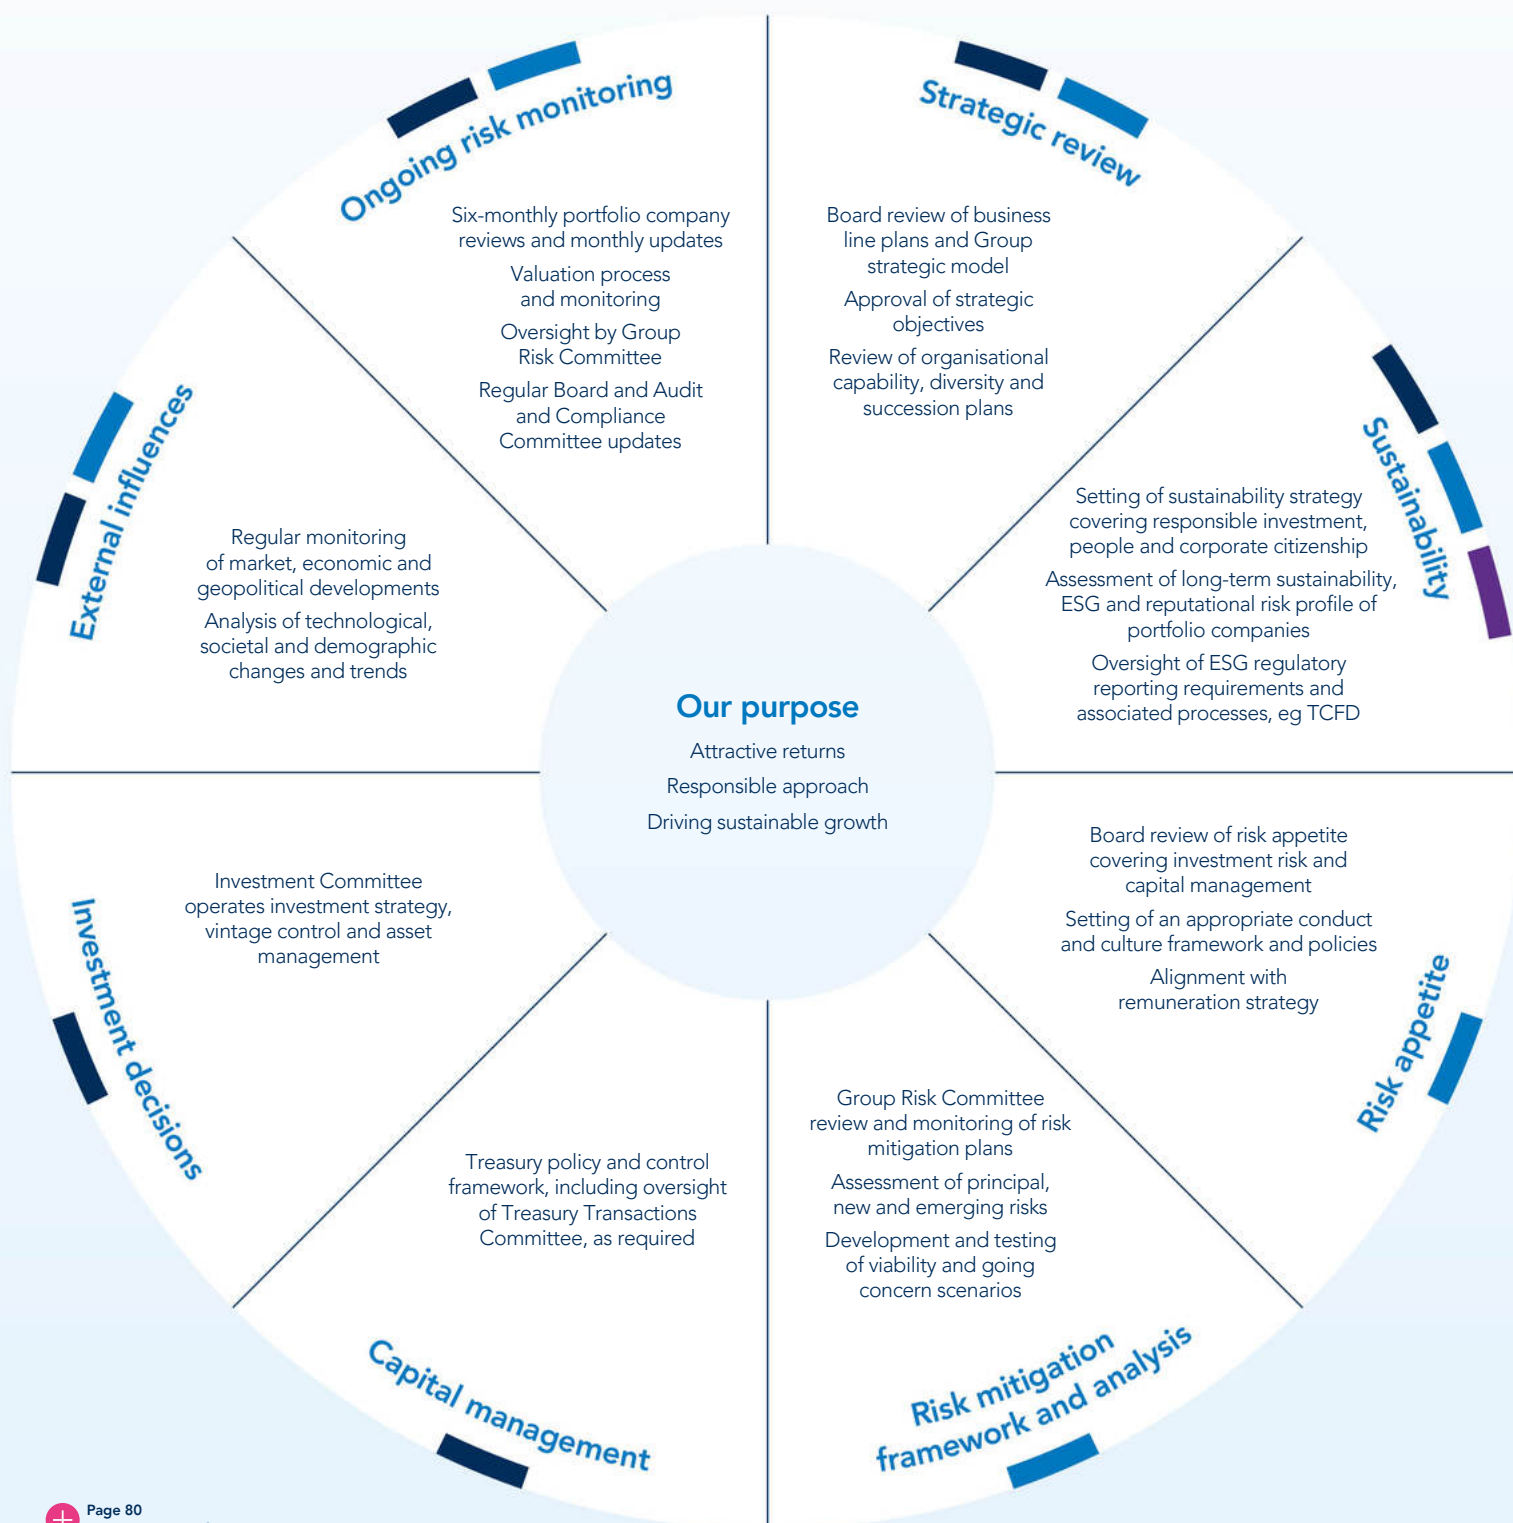 Ongoing risk monitoring
Six-monthly portfolio company
reviews and monthly updates
Valuation process
and monitoring
Oversight by Group
Risk Committee
Regular Board and Audit
and Compliance
Committee updates
Strategic review
Board review of business
line plans and Group
strategic model
Approval of strategic
objectives
Review of organisational
capability, diversity and
succession plans
Sustainability
Setting of sustainability strategy
covering responsible investment,
people and corporate citizenship
Assessment of long-term sustainability,
ESG and reputational risk profile of
portfolio companies
Oversight of ESG regulatory
reporting requirements and
associated processes, eg TCFD
External influences
Regular monitoring
of market, economic and
geopolitical developments
Analysis of technological,
societal and demographic
changes and trends
Our purpose
Attractive returns
Responsible approach
Driving sustainable growth
Risk appetite
Board review of risk appetite
covering investment risk and
capital management
Setting of an appropriate conduct
and culture framework and policies
Alignment with
remuneration strategy
Investment decisions
Investment Committee
operates investment strategy,
vintage control and asset
management
Group Risk Committee
review and monitoring of risk
mitigation plans
Assessment of principal,
new and emerging risks
Development and testing
of viability and going
concern scenarios
Risk mitigation
framework and analysis
Treasury policy and control
framework, including oversight
of Treasury Transactions
Committee, as required
Capital management
Page 80